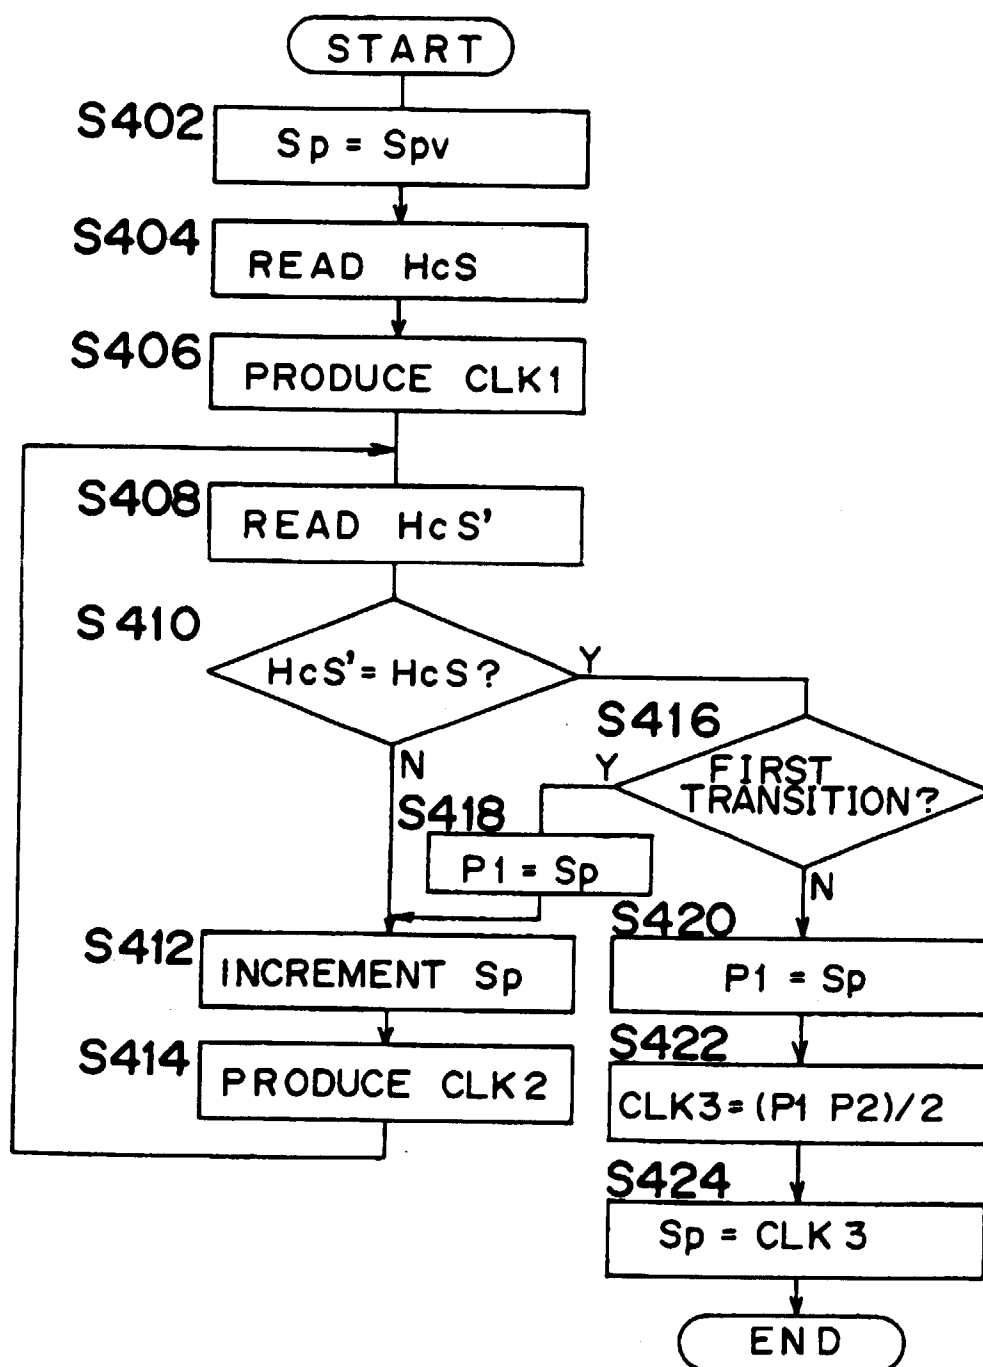 START
S402
Sp = Spv
S404
READ HcS
S406
PRODUCE CLK1
S408
READ HcS'
S410
HcS'= HcS?
Y
N
S416
FIRST
TRANSITION?
Y
N
S418
P1 = Sp
S412
INCREMENT Sp
S414
PRODUCE CLK2
S420
P1 = Sp
S422
CLK3=(P1 P2)/2
S424
Sp = CLK3
END